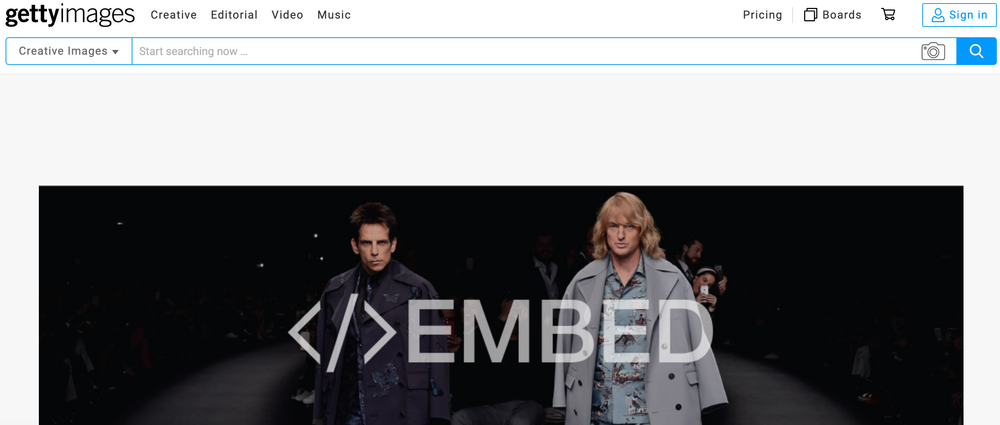 gettyimages Creative Editorial Video Music Pricing Boards Sign in
Creative Images Start searching now ...
</>EMBED